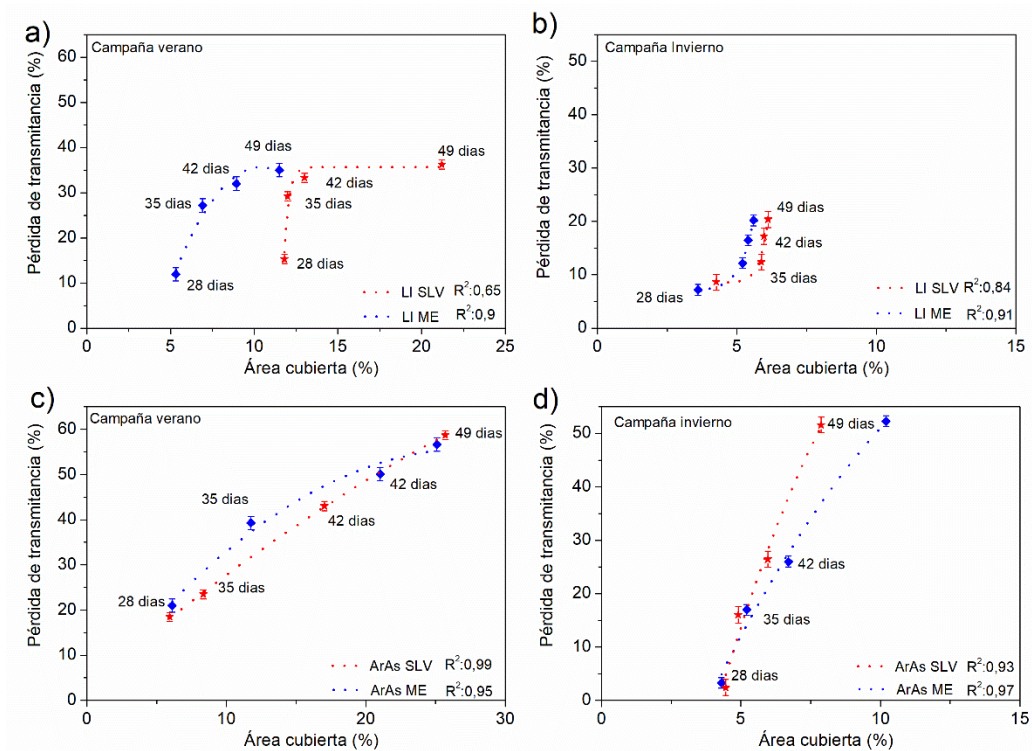 a)
Campaña verano
Pérdida de transmitancia (%)
60
50
40
30
20
10
0
49 dias
42 dias
35 dias
28 dias
49 dias
42 dias
35 dias
28 dias
LI SLV R²:0,65
LI ME R²:0,9
0 5 10 15 20 25
Área cubierta (%)
b)
Campaña Invierno
Pérdida de transmitancia (%)
50
40
30
20
10
0
49 dias
42 dias
35 dias
28 dias
LI SLV R²:0,84
LI ME R²:0,91
0 5 10 15
Área cubierta (%)
c)
Campaña verano
Pérdida de transmitancia (%)
60
50
40
30
20
10
0
49 dias
42 dias
35 dias
42 dias
35 dias
28 dias
ArAs SLV R²:0,99
ArAs ME R²:0,95
0 10 20 30
Área cubierta (%)
d)
Campaña invierno
Pérdida de transmitancia (%)
50
40
30
20
10
0
49 dias
42 dias
35 dias
28 dias
ArAs SLV R²:0,93
ArAs ME R²:0,97
0 5 10 15
Área cubierta (%)